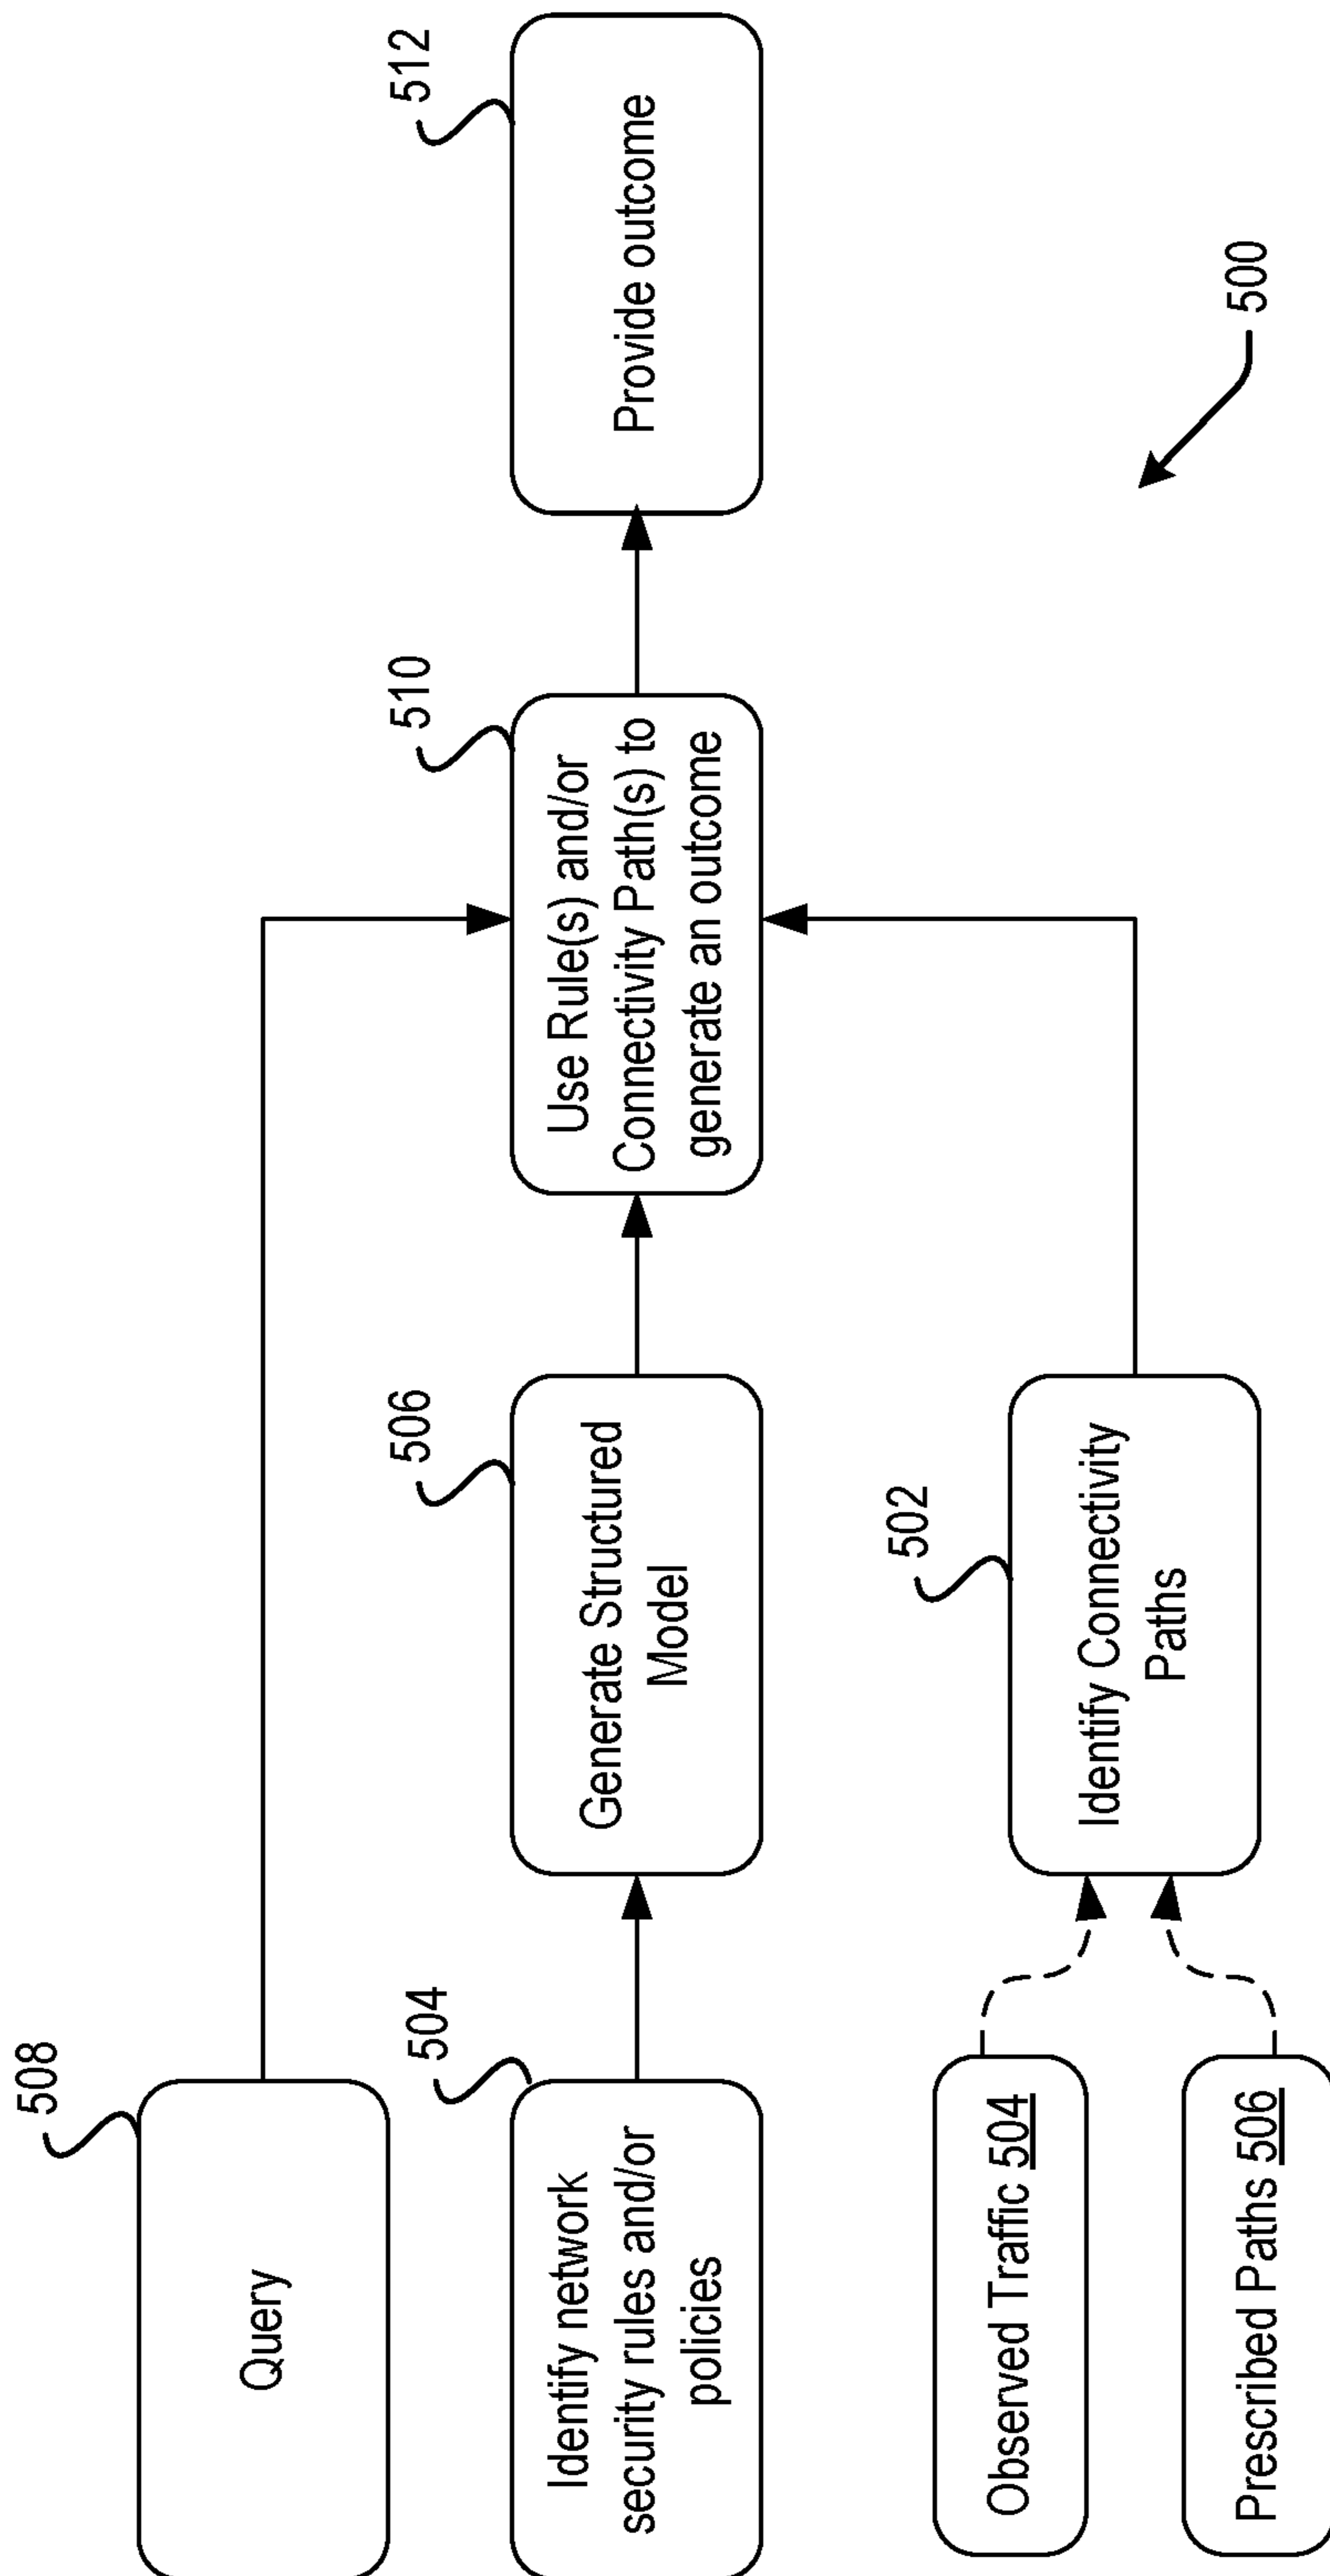 508
Query
504
Identify network
security rules and/or
policies
506
Generate Structured
Model
510
Use Rule(s) and/or
Connectivity Path(s) to
generate an outcome
512
Provide outcome
Observed Traffic 504
Prescribed Paths 506
502
Identify Connectivity
Paths
500